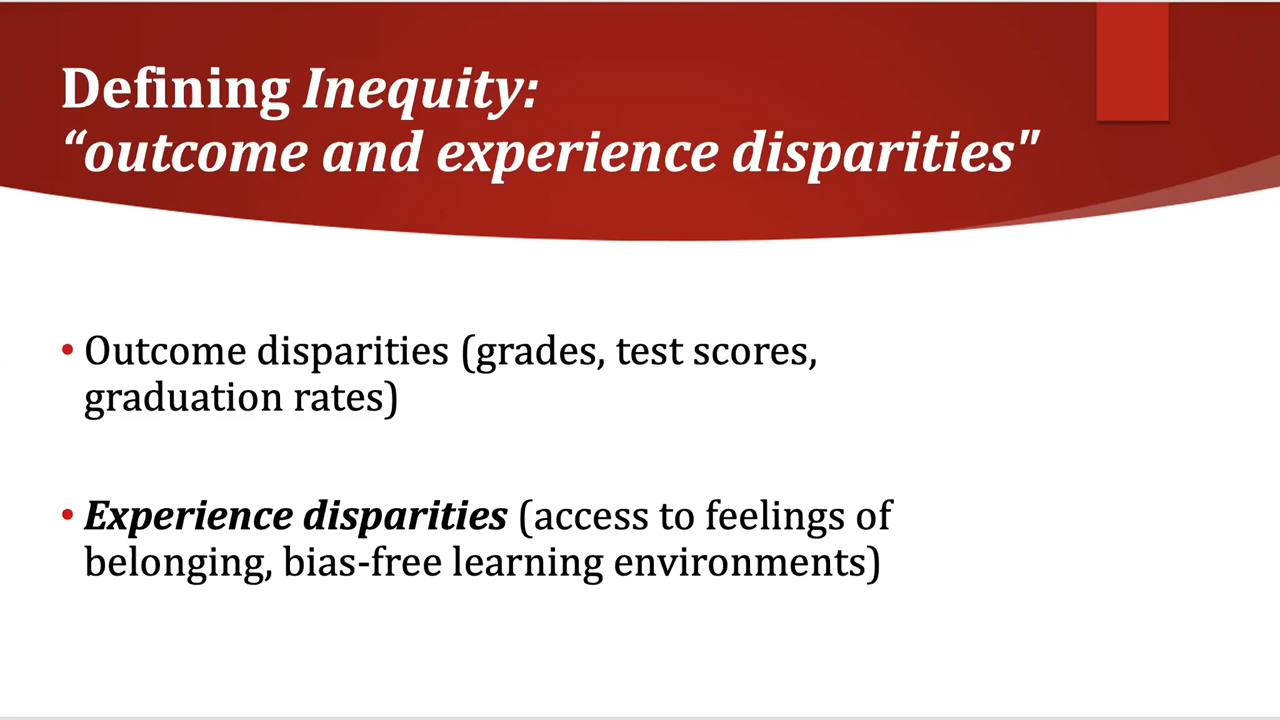 Defining Inequity:
“outcome and experience disparities"
• Outcome disparities (grades, test scores,
graduation rates)
• Experience disparities (access to feelings of
belonging, bias-free learning environments)